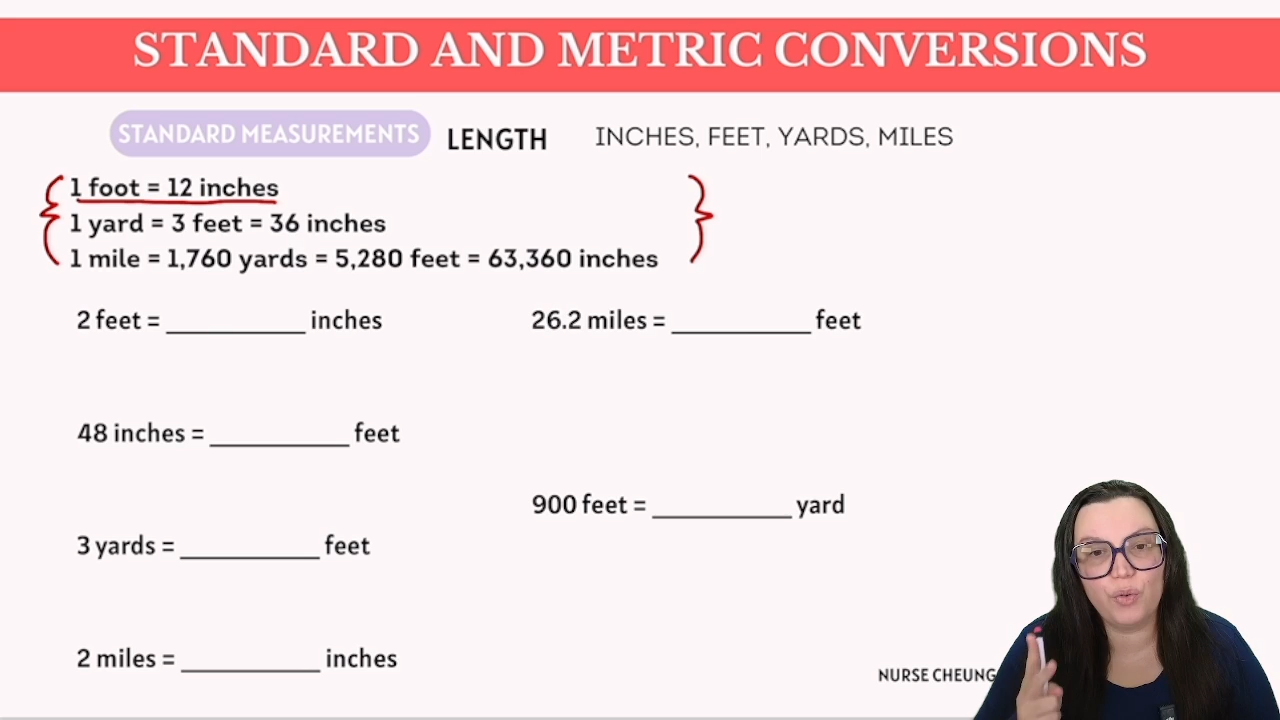 STANDARD AND METRIC CONVERSIONS
STANDARD MEASUREMENTS LENGTH INCHES, FEET, YARDS, MILES
1 foot = 12 inches
1 yard = 3 feet = 36 inches
1 mile = 1,760 yards = 5,280 feet = 63,360 inches
2 feet = __________ inches
26.2 miles = __________ feet
48 inches = __________ feet
900 feet = __________ yard
3 yards = __________ feet
2 miles = __________ inches
NURSE CHEUNG